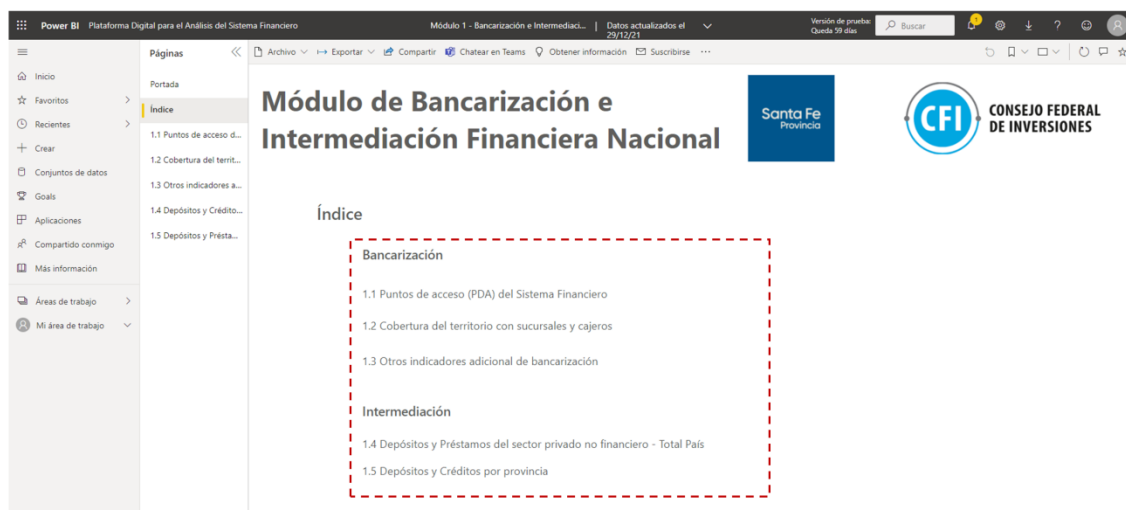 Power BI Plataforma Digital para el Análisis del Sistema Financiero
Módulo 1 - Bancarización e Intermediaci... | Datos actualizados el 29/12/21
Versión de prueba:
Queda 59 días
Buscar
1
Páginas
Archivo Exportar Compartir Chatear en Teams Obtener información Suscribirse ...
Inicio
Favoritos
Recientes
Crear
Conjuntos de datos
Goals
Aplicaciones
Compartido conmigo
Más información
Áreas de trabajo
Mi área de trabajo
Portada
Índice
1.1 Puntos de acceso d...
1.2 Cobertura del territ...
1.3 Otros indicadores a...
1.4 Depósitos y Crédito...
1.5 Depósitos y Présta...
Módulo de Bancarización e
Intermediación Financiera Nacional
Santa Fe
Provincia
CFI
CONSEJO FEDERAL
DE INVERSIONES
Índice
Bancarización
1.1 Puntos de acceso (PDA) del Sistema Financiero
1.2 Cobertura del territorio con sucursales y cajeros
1.3 Otros indicadores adicional de bancarización
Intermediación
1.4 Depósitos y Préstamos del sector privado no financiero - Total País
1.5 Depósitos y Créditos por provincia